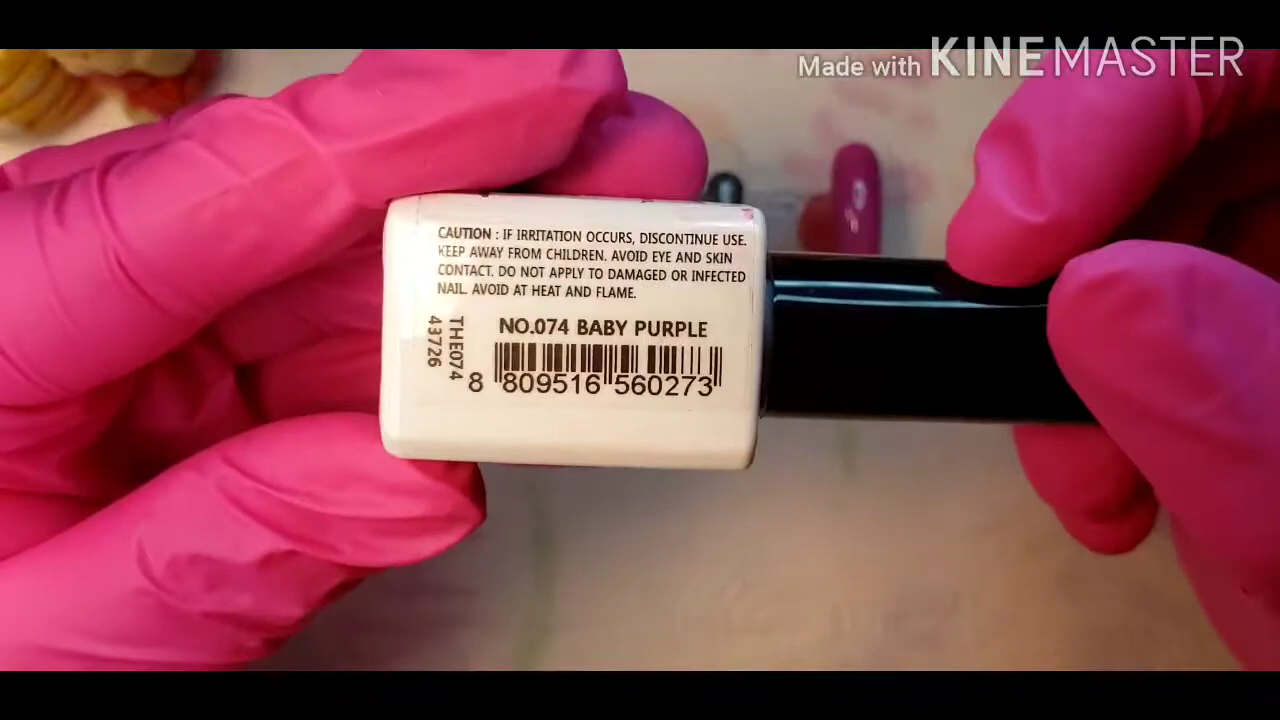 Made with KINEMASTER
CAUTION : IF IRRITATION OCCURS, DISCONTINUE USE.
KEEP AWAY FROM CHILDREN. AVOID EYE AND SKIN
CONTACT. DO NOT APPLY TO DAMAGED OR INFECTED
NAIL. AVOID AT HEAT AND FLAME.
THE074
43726
NO.074 BABY PURPLE
8 809516 560273